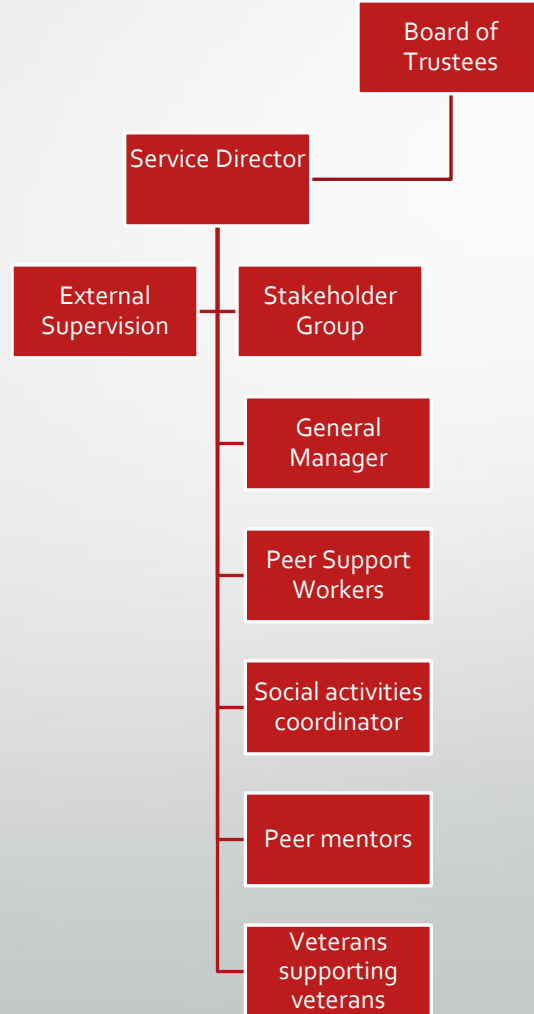 Board of
Trustees
Service Director
External
Supervision
Stakeholder
Group
General
Manager
Peer Support
Workers
Social activities
coordinator
Peer mentors
Veterans
supporting
veterans